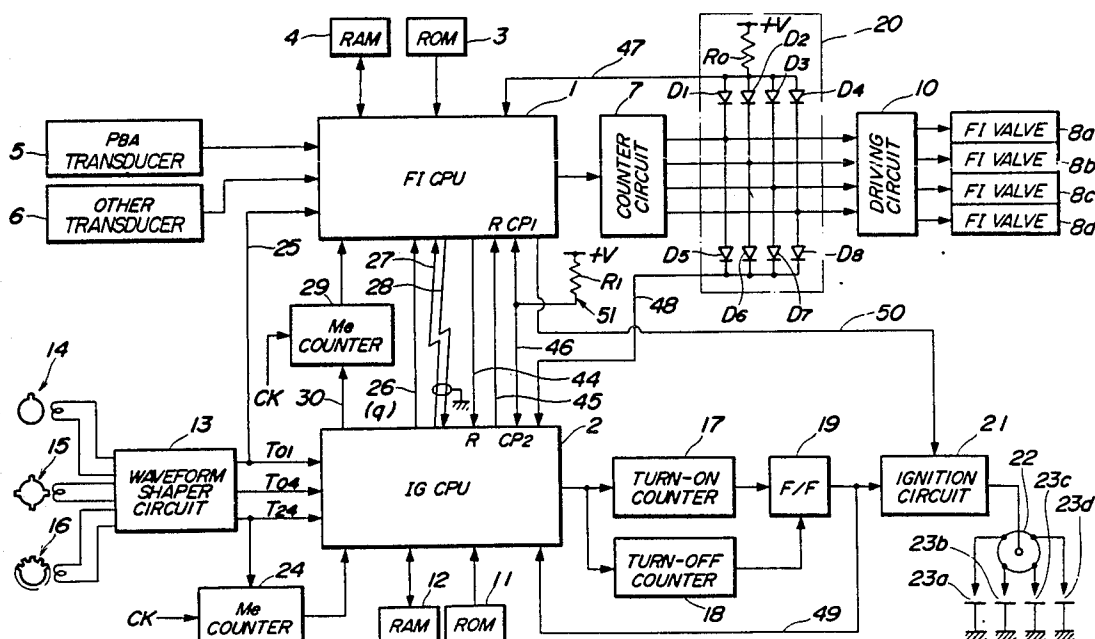 +V
20
4
RAM
ROM
3
47
D2
R0
D3
1
7
D1
D4
10
5
PBA
TRANSDUCER
FI CPU
COUNTER
CIRCUIT
DRIVING
CIRCUIT
FI VALVE
8a
FI VALVE
8b
6
OTHER
TRANSDUCER
FI VALVE
8c
FI VALVE
8d
R CP1
25
27
+V
D5
D8
28
R1
29
48
D6
D7
51
50
Me
COUNTER
46
14
CK
26
44
30
(q)
45
13
2
17
19
21
R
CP2
15
T01
WAVEFORM
SHAPER
CIRCUIT
T04
IG CPU
TURN-ON
COUNTER
F/F
IGNITION
CIRCUIT
22
23c
23d
16
T24
23b
24
TURN-OFF
COUNTER
23a
12
11
18
CK
Me
COUNTER
RAM
ROM
49